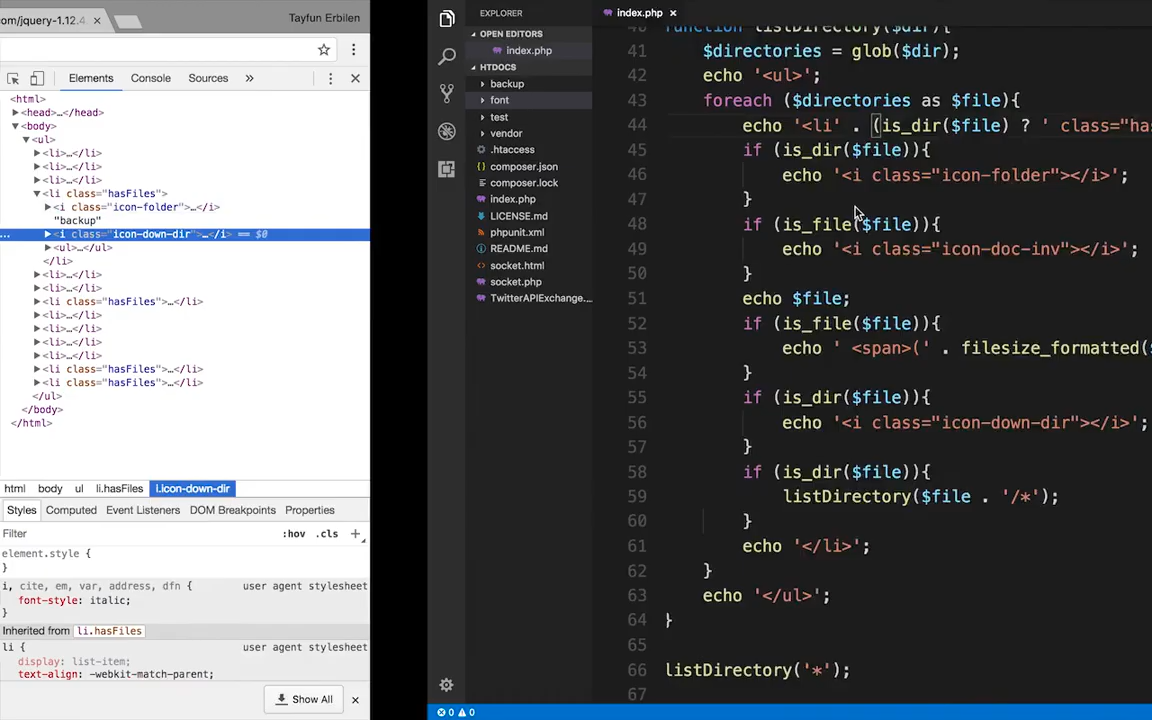 Tayfun Erbilen
com/jquery-1.12.4. ×
Elements Console Sources »
<html>
▶<head>…</head>
▼<body>
▼<ul>
▶<li>…</li>
▶<li>…</li>
▶<li>…</li>
▼<li class="hasFiles">
▶<i class="icon-folder">…</i>
"backup"
… ▶<i class="icon-down-dir">…</i> == $0
▶<ul>…</ul>
</li>
▶<li>…</li>
▶<li>…</li>
▶<li class="hasFiles">…</li>
▶<li>…</li>
▶<li>…</li>
▶<li>…</li>
▶<li>…</li>
▶<li class="hasFiles">…</li>
▶<li class="hasFiles">…</li>
</ul>
</body>
</html>
html body ul li.hasFiles i.icon-down-dir
Styles Computed Event Listeners DOM Breakpoints Properties
Filter :hov .cls +
element.style {
}
i, cite, em, var, address, dfn { user agent stylesheet
font-style: italic;
}
Inherited from li.hasFiles
li { user agent stylesheet
display: list-item;
text-align: -webkit-match-parent;
Show All ×
EXPLORER
OPEN EDITORS
index.php
HTDOCS
backup
font
test
vendor
.htaccess
composer.json
composer.lock
index.php
LICENSE.md
phpunit.xml
README.md
socket.html
socket.php
TwitterAPIExchange...
0 0
index.php ×
40 function listDirectory($dir){
41 $directories = glob($dir);
42 echo '<ul>';
43 foreach ($directories as $file){
44 echo '<li' . (is_dir($file) ? ' class="has
45 if (is_dir($file)){
46 echo '<i class="icon-folder"></i>';
47 }
48 if (is_file($file)){
49 echo '<i class="icon-doc-inv"></i>';
50 }
51 echo $file;
52 if (is_file($file)){
53 echo ' <span>(' . filesize_formatted(
54 }
55 if (is_dir($file)){
56 echo '<i class="icon-down-dir"></i>';
57 }
58 if (is_dir($file)){
59 listDirectory($file . '/*');
60 }
61 echo '</li>';
62 }
63 echo '</ul>';
64 }
65
66 listDirectory('*');
67